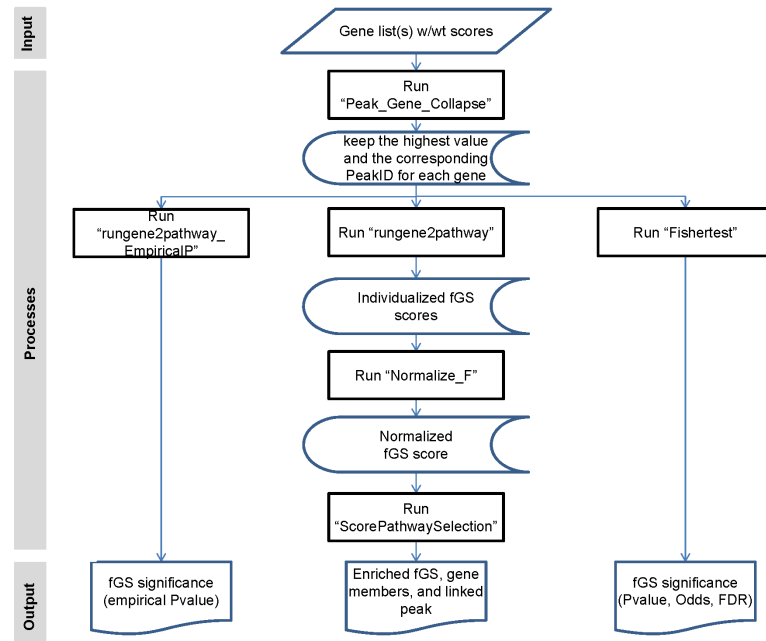 Input
Gene list(s) w/wt scores
Processes
Run
“Peak_Gene_Collapse”
keep the highest value
and the corresponding
PeakID for each gene
Run
“rungene2pathway_
EmpiricalP”
Run “rungene2pathway”
Run “Fishertest”
Individualized fGS
scores
Run “Normalize_F”
Normalized
fGS score
Run
“ScorePathwaySelection”
Output
fGS significance
(empirical Pvalue)
Enriched fGS, gene
members, and linked
peak
fGS significance
(Pvalue, Odds, FDR)